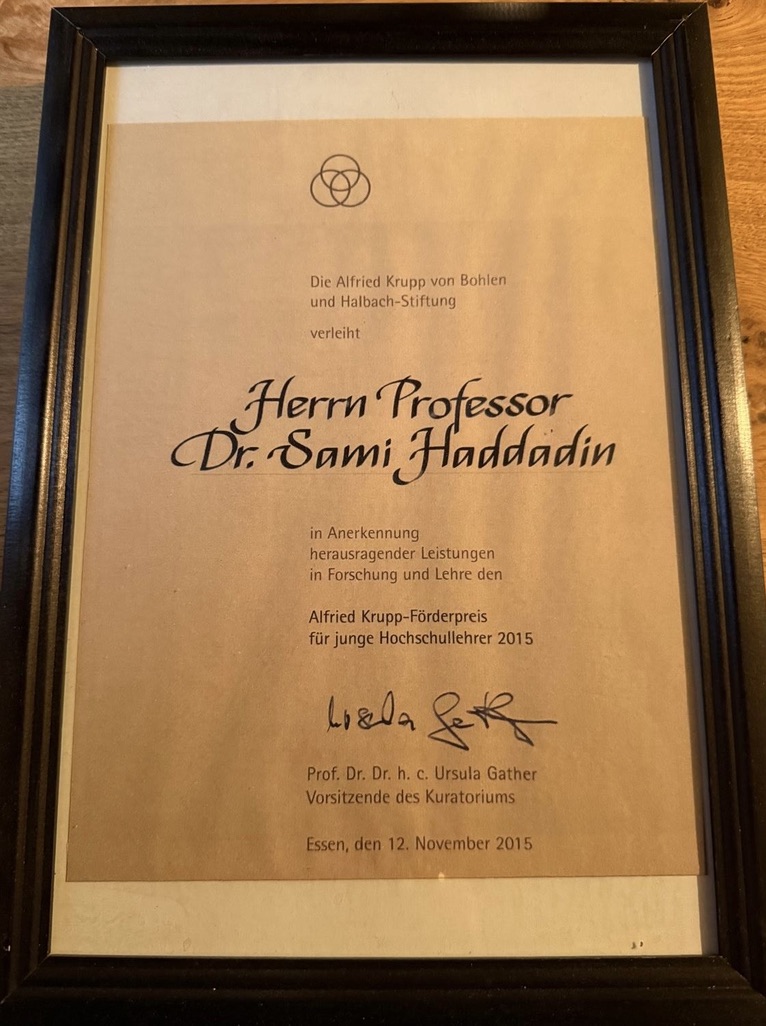 Die Alfried Krupp von Bohlen
und Halbach-Stiftung
verleiht
Herrn Professor
Dr. Sami Haddadin
in Anerkennung
herausragender Leistungen
in Forschung und Lehre den
Alfried Krupp-Förderpreis
für junge Hochschullehrer 2015
Ursula Gather
Prof. Dr. Dr. h. c. Ursula Gather
Vorsitzende des Kuratoriums
Essen, den 12. November 2015